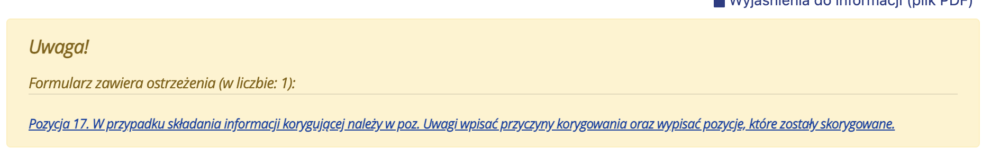 Wyjaśnienia do informacji (plik PDF)
Uwaga!
Formularz zawiera ostrzeżenia (w liczbie: 1):
Pozycja 17. W przypadku składania informacji korygującej należy w poz. Uwagi wpisać przyczyny korygowania oraz wypisać pozycje, które zostały skorygowane.